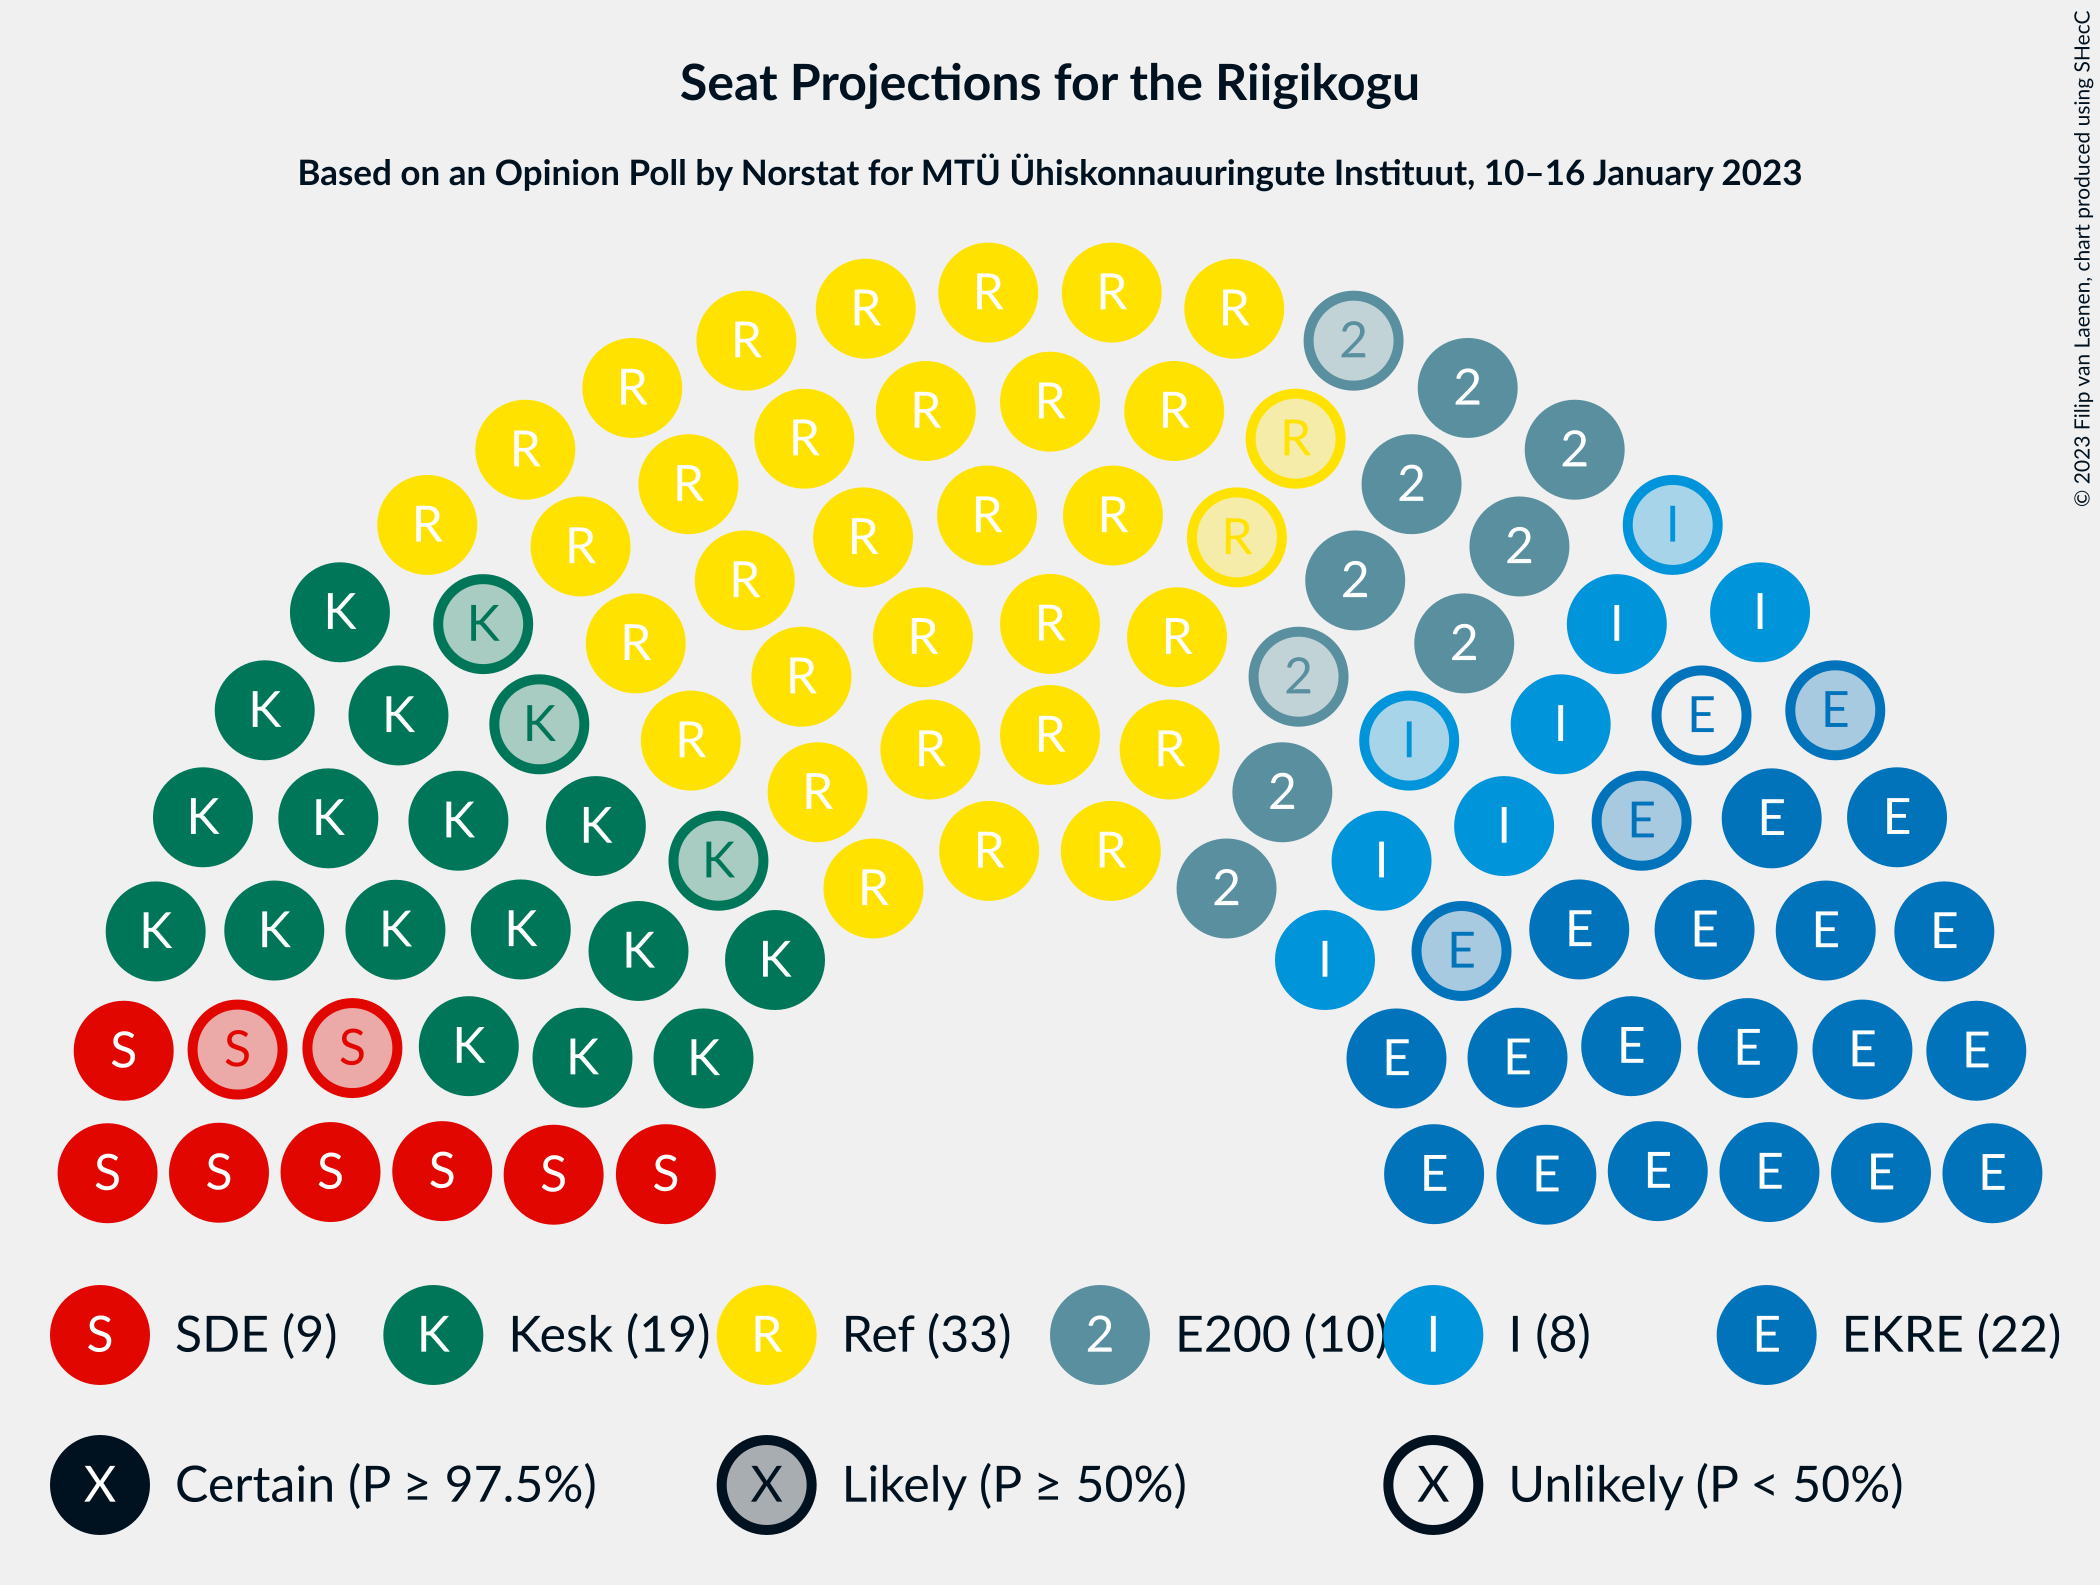 Seat Projections for the Riigikogu
Based on an Opinion Poll by Norstat for MTÜ Ühiskonnauuringute Instituut, 10–16 January 2023
© 2023 Filip van Laenen, chart produced using SHecC
R R R R
R R 2
R 2
R R R R R R 2
R R 2 2
R R R R R 2 I
R R 2
K K R R R R 2 I I
K K R R 2 I E E
K K R R R R I I
K K K K R 2 I E E E
K R R R 2 I
K K K K K K I E E E E E
S S S K K K E E E E E E
S S S S S S E E E E E E
S SDE (9) K Kesk (19) R Ref (33) 2 E200 (10) I I (8) E EKRE (22)
X Certain (P ≥ 97.5%) X Likely (P ≥ 50%) X Unlikely (P < 50%)